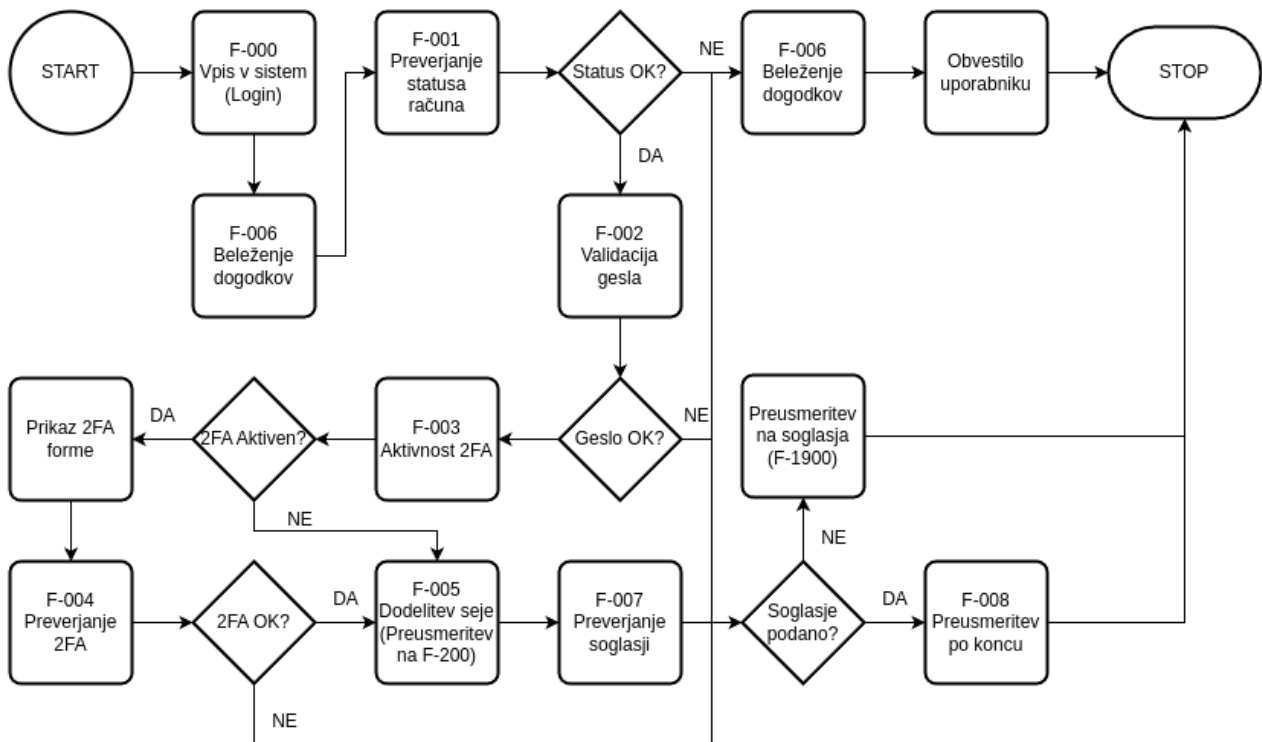 START
F-000
Vpis v sistem
(Login)
F-001
Preverjanje
statusa
računa
Status OK?
NE
F-006
Beleženje
dogodkov
Obvestilo
uporabniku
STOP
DA
F-006
Beleženje
dogodkov
F-002
Validacija
gesla
Prikaz 2FA
forme
DA
2FA Aktiven?
F-003
Aktivnost 2FA
Geslo OK?
NE
Preusmeritev
na soglasja
(F-1900)
NE
NE
F-004
Preverjanje
2FA
2FA OK?
DA
F-005
Dodelitev seje
(Preusmeritev
na F-200)
F-007
Preverjanje
soglasji
Soglasje
podano?
DA
F-008
Preusmeritev
po koncu
NE